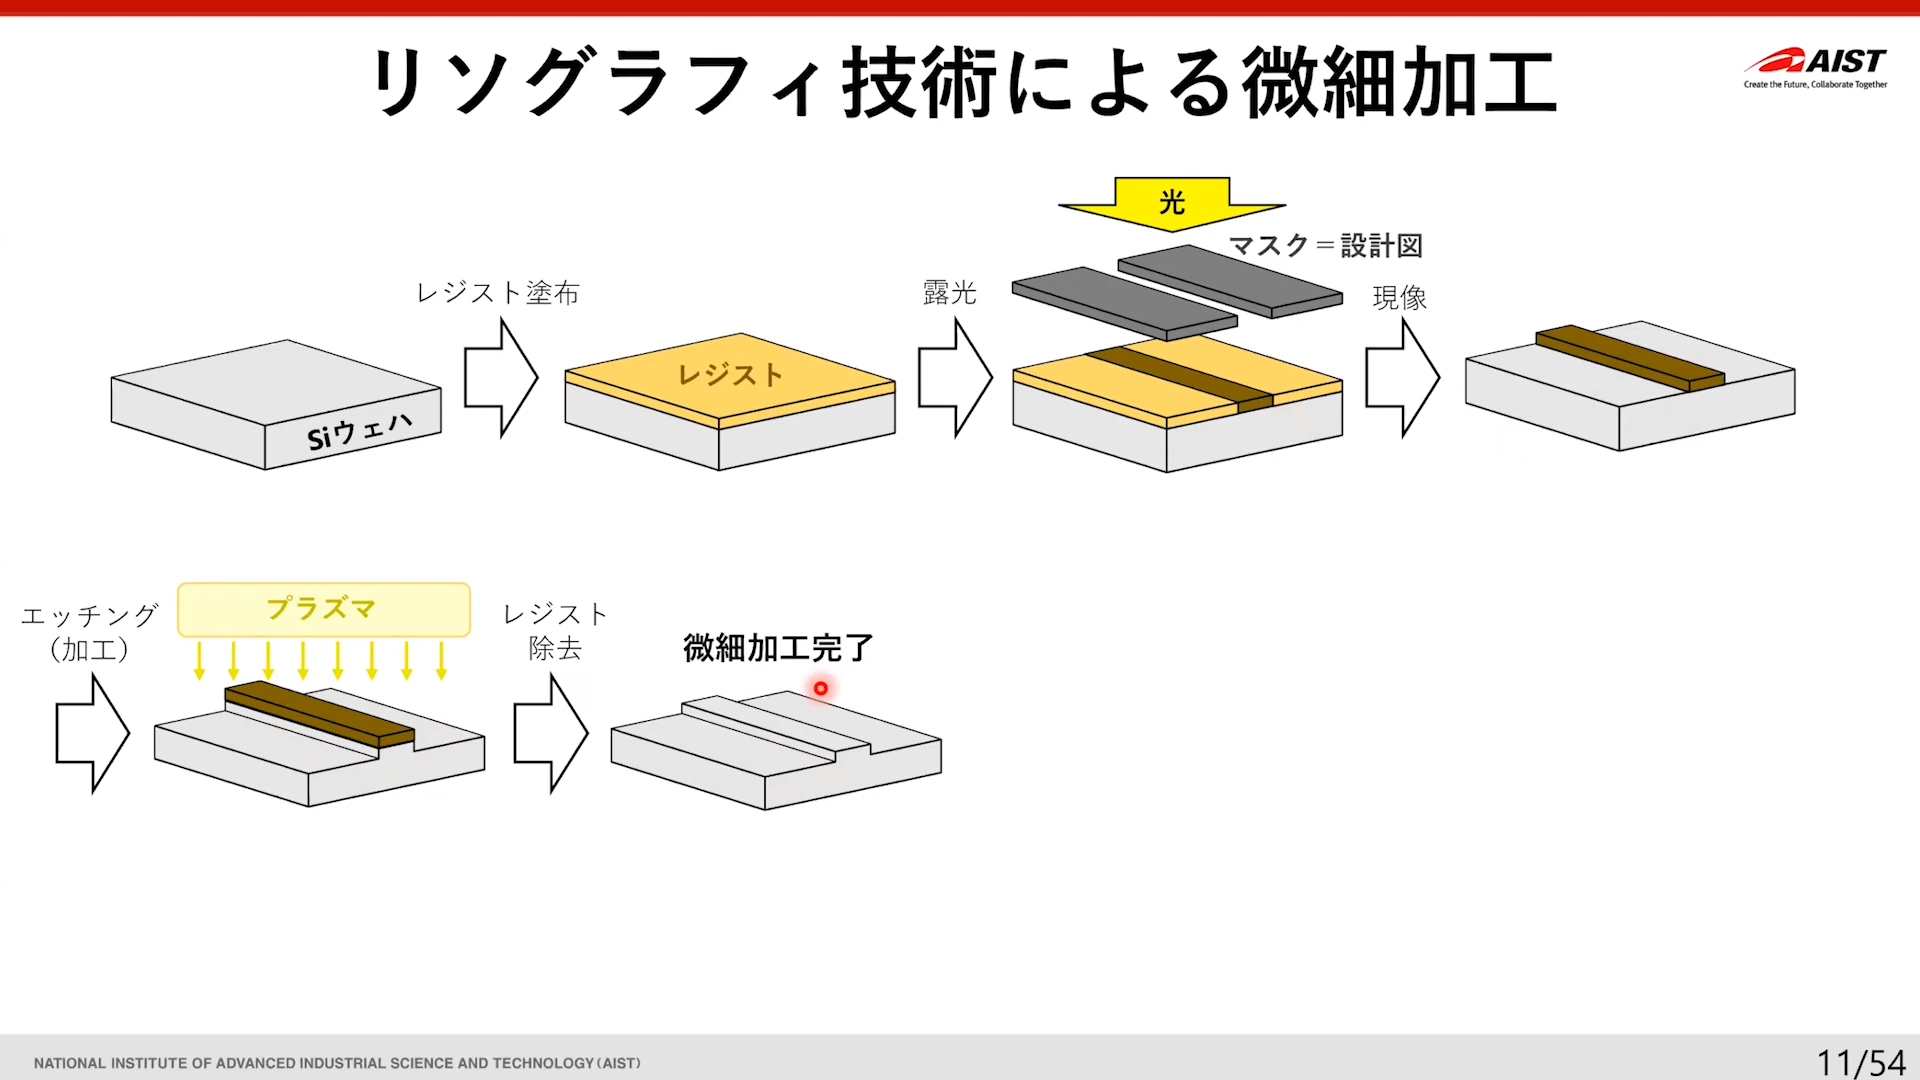 リソグラフィ技術による微細加工
AIST
Create the Future, Collaborate Together
光
マスク＝設計図
レジスト塗布
露光
現像
レジスト
Siウェハ
エッチング
(加工)
プラズマ
レジスト
除去
微細加工完了
NATIONAL INSTITUTE OF ADVANCED INDUSTRIAL SCIENCE AND TECHNOLOGY (AIST)
11/54